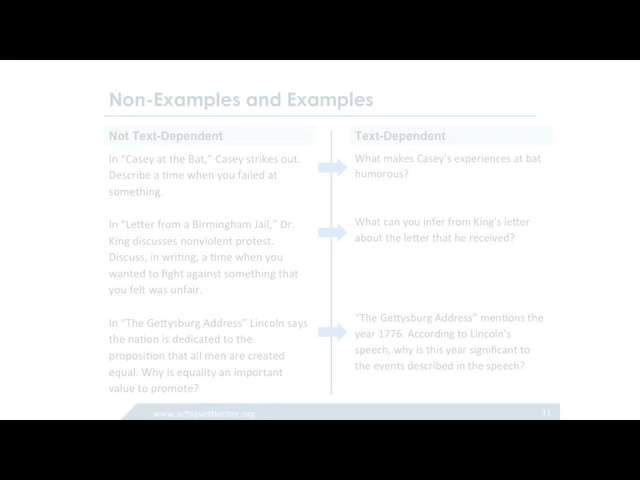 Non-Examples and Examples
Not Text-Dependent
In “Casey at the Bat,” Casey strikes out.
Describe a time when you failed at
something.
In “Letter from a Birmingham Jail,” Dr.
King discusses nonviolent protest.
Discuss, in writing, a time when you
wanted to fight against something that
you felt was unfair.
In “The Gettysburg Address” Lincoln says
the nation is dedicated to the
proposition that all men are created
equal. Why is equality an important
value to promote?
Text-Dependent
What makes Casey’s experiences at bat
humorous?
What can you infer from King’s letter
about the letter that he received?
“The Gettysburg Address” mentions the
year 1776. According to Lincoln’s
speech, why is this year significant to
the events described in the speech?
www.achievethecore.org
11